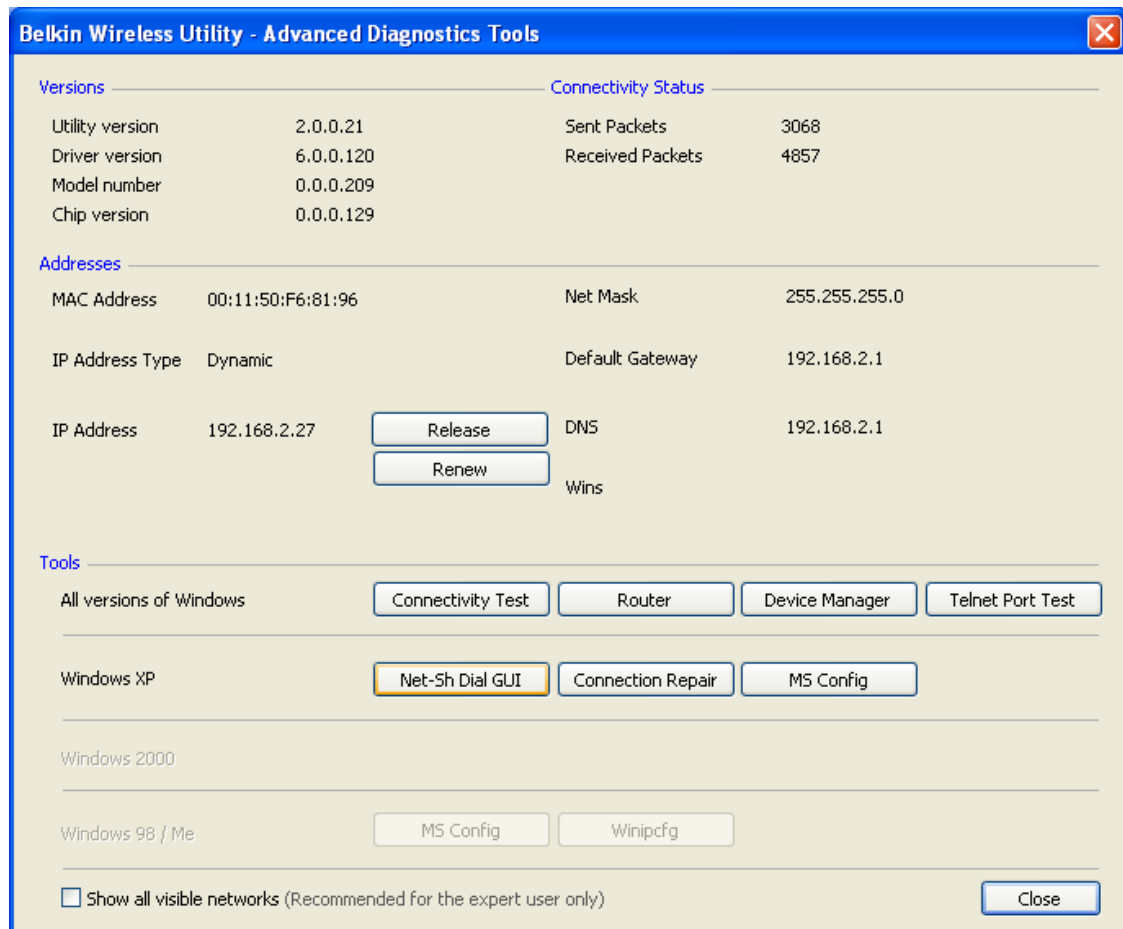 Belkin Wireless Utility - Advanced Diagnostics Tools
Versions
Connectivity Status
Utility version 2.0.0.21
Sent Packets 3068
Driver version 6.0.0.120
Received Packets 4857
Model number 0.0.0.209
Chip version 0.0.0.129
Addresses
MAC Address 00:11:50:F6:81:96
Net Mask 255.255.255.0
IP Address Type Dynamic
Default Gateway 192.168.2.1
IP Address 192.168.2.27 Release
DNS 192.168.2.1
Renew
Wins
Tools
All versions of Windows Connectivity Test Router Device Manager Telnet Port Test
Windows XP Net-Sh Dial GUI Connection Repair MS Config
Windows 2000
Windows 98 / Me MS Config Winipcfg
Show all visible networks (Recommended for the expert user only) Close